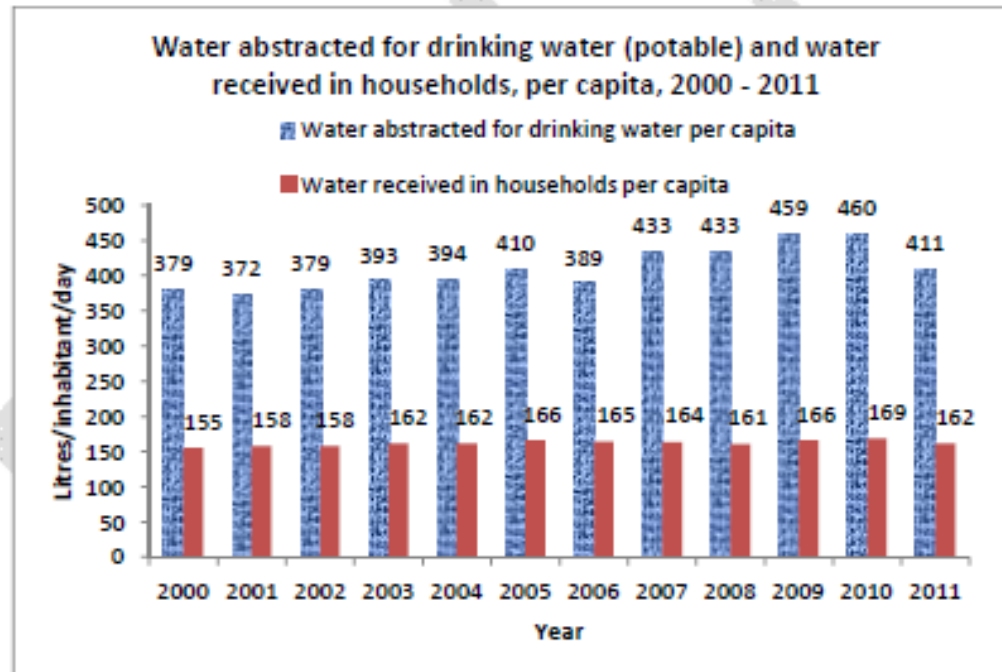 Water abstracted for drinking water (potable) and water
received in households, per capita, 2000 - 2011
Water abstracted for drinking water per capita
Water received in households per capita
Litres/inhabitant/day
500
450
400
350
300
250
200
150
100
50
0
379 372 379 393 394 410 389 433 433 459 460 411
155 158 158 162 162 166 165 164 161 166 169 162
2000 2001 2002 2003 2004 2005 2006 2007 2008 2009 2010 2011
Year